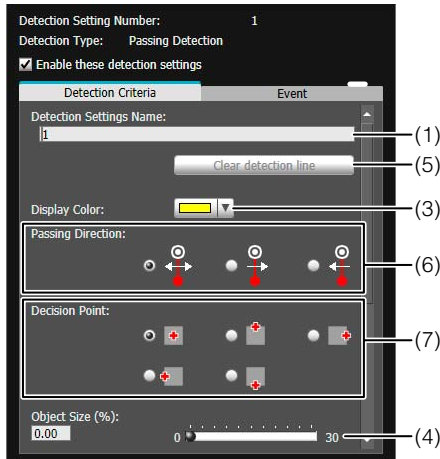 Detection Setting Number: 1
Detection Type: Passing Detection
Enable these detection settings
Detection Criteria Event
Detection Settings Name:
1 (1)
Clear detection line (5)
Display Color: (3)
Passing Direction:
(6)
Decision Point:
(7)
Object Size (%):
0.00 0 30 (4)